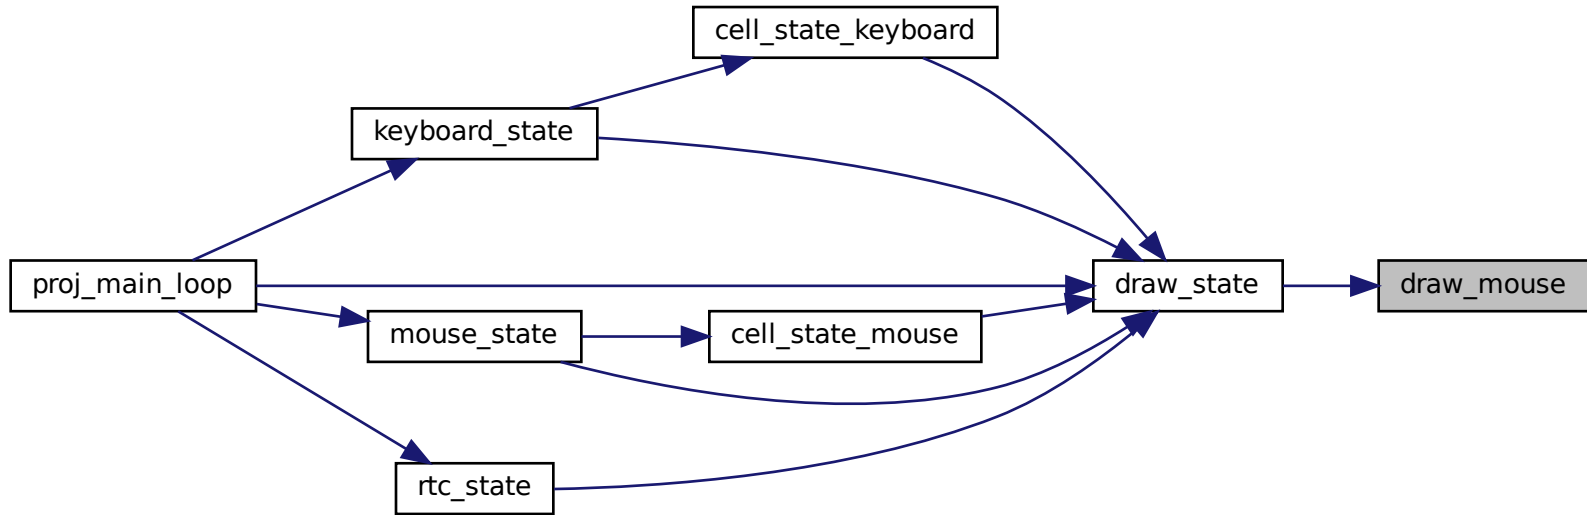 cell_state_keyboard
keyboard_state
proj_main_loop
draw_state
draw_mouse
mouse_state
cell_state_mouse
rtc_state